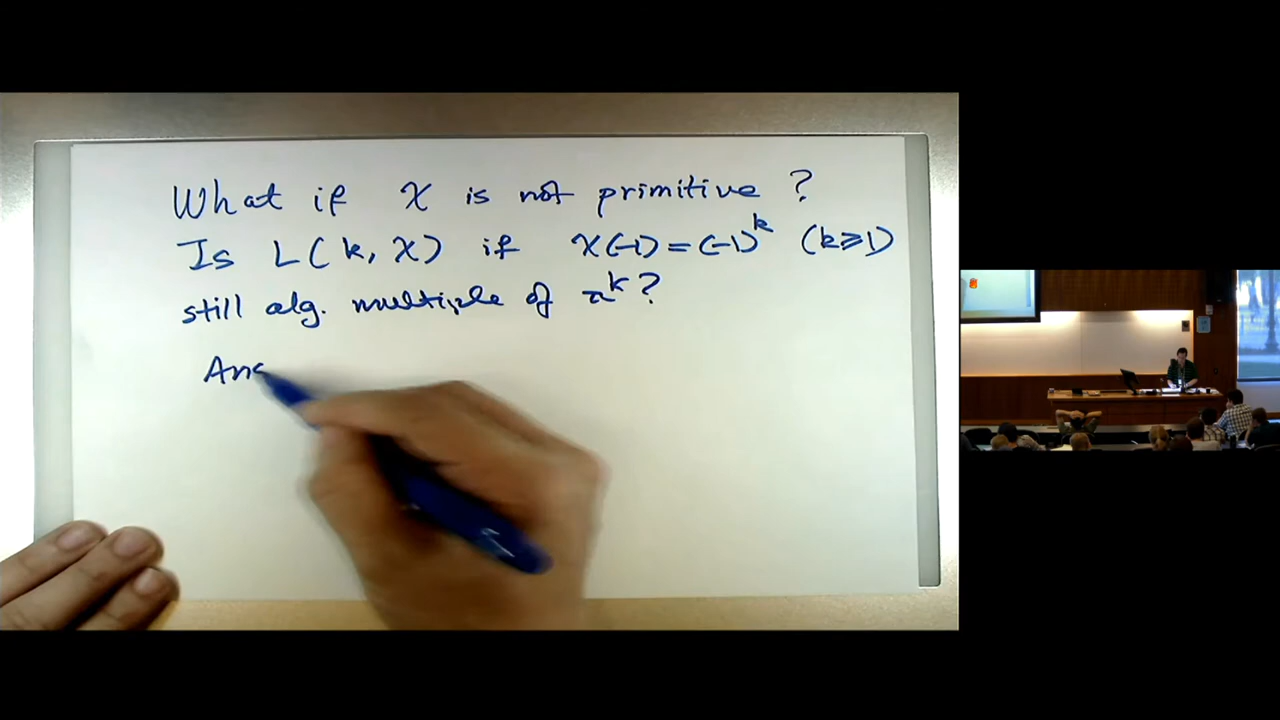 What if χ is not primitive ?
Is L(k, χ) if χ(-1) = (-1)^k (k≥1)
still alg. multiple of π^k ?
Ans